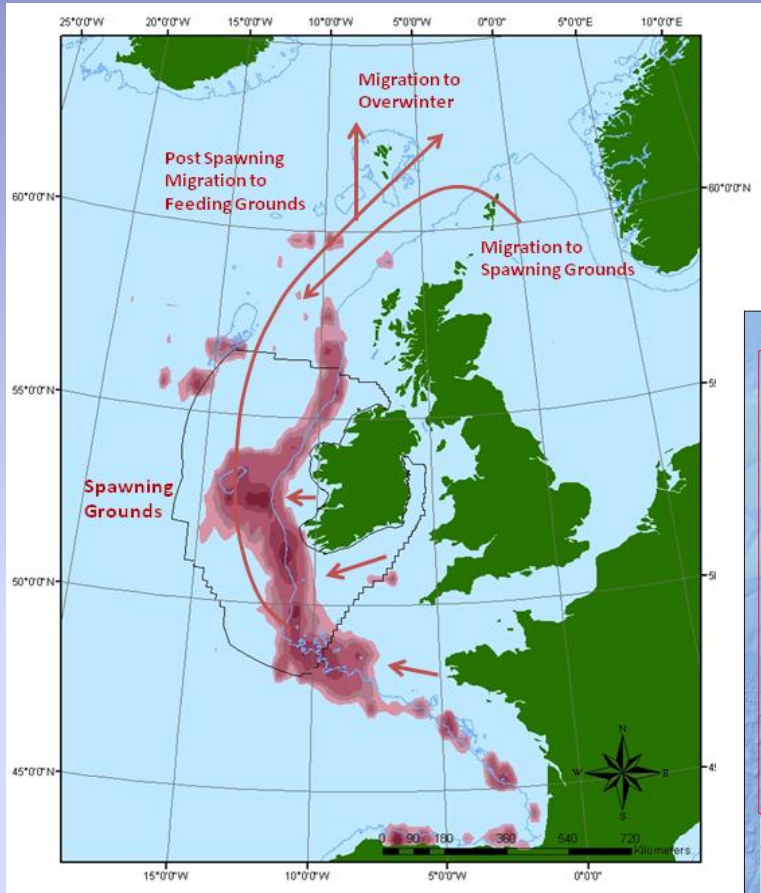 25°0'0"W 20°0'0"W 15°0'0"W 10°0'0"W 5°0'0"W 0°0'0" 5°0'0"E 10°0'0"E
Migration to
Overwinter
Post Spawning
Migration to
Feeding Grounds
60°0'0"N
60°0'0"N
Migration to
Spawning Grounds
55°0'0"N
Spawning
Grounds
50°0'0"N
45°0'0"N
N
W E
S
0 90 180 360 540 720
Kilometers
15°0'0"W 10°0'0"W 5°0'0"W 0°0'0"